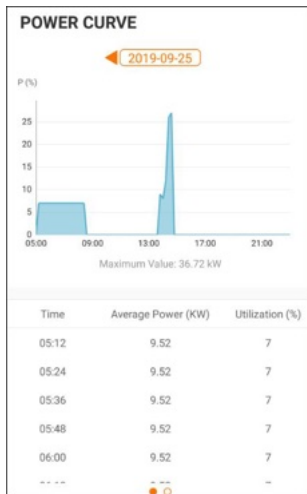 POWER CURVE
2019-09-25
P (%)
25
20
15
10
5
0
05:00 09:00 13:00 17:00 21:00
Maximum Value: 36.72 kW
Time Average Power (KW) Utilization (%)
05:12 9.52 7
05:24 9.52 7
05:36 9.52 7
05:48 9.52 7
06:00 9.52 7